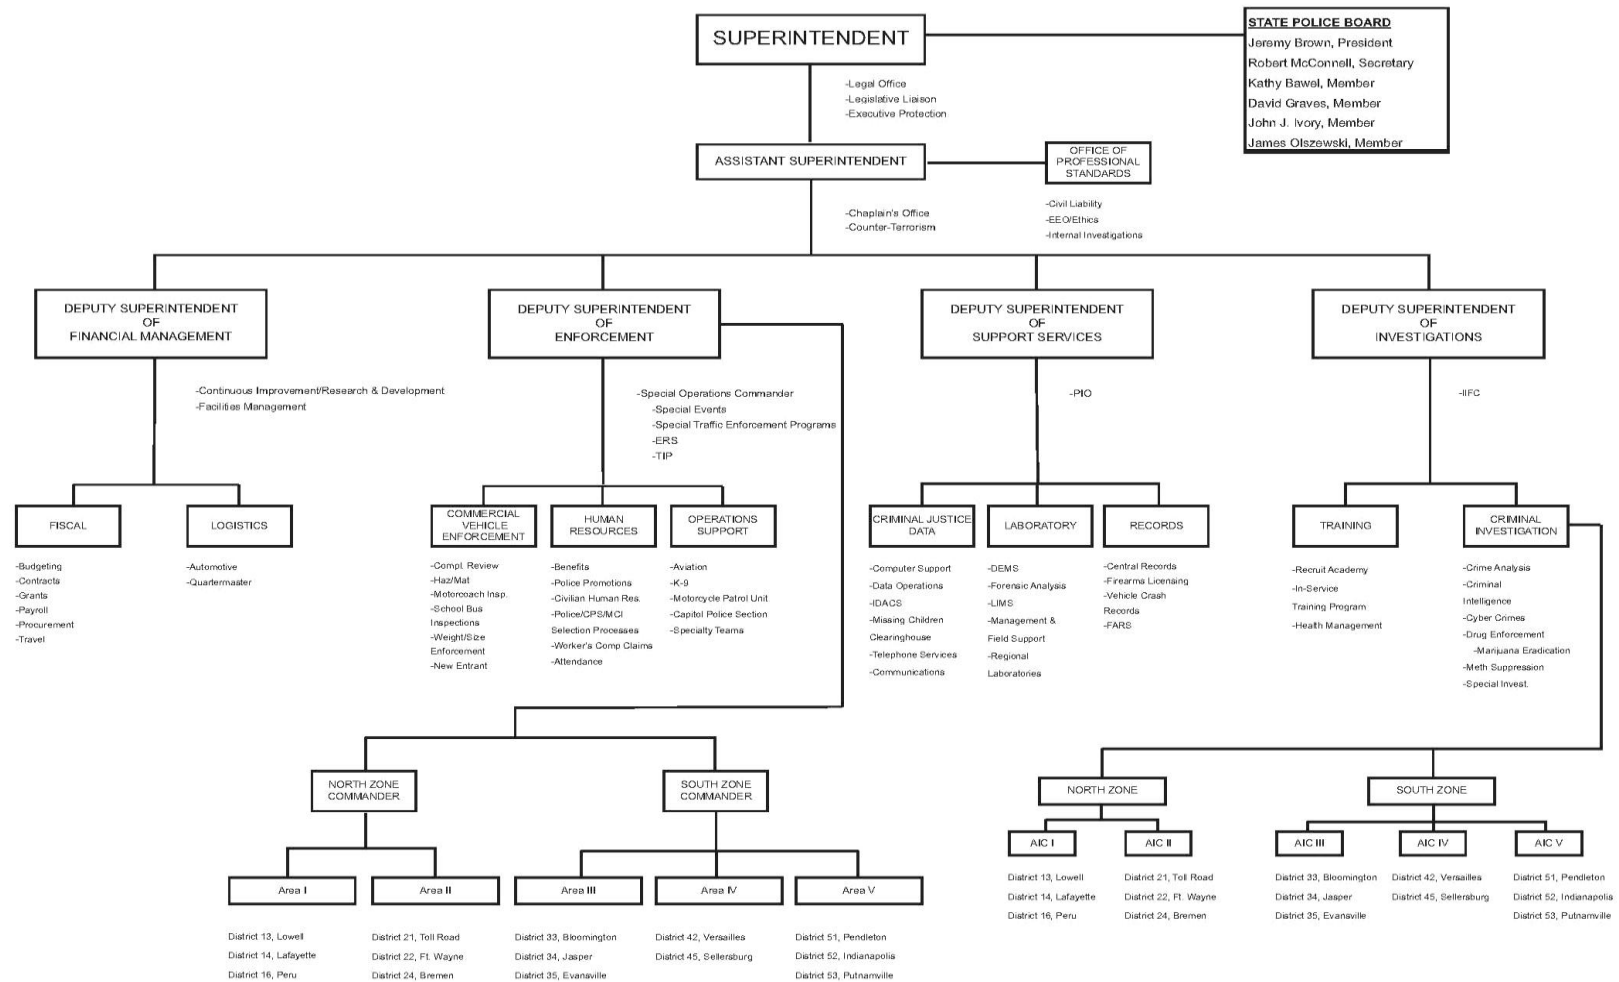 SUPERINTENDENT
STATE POLICE BOARD
Jeremy Brown, President
Robert McConnell, Secretary
Kathy Bawel, Member
David Graves, Member
John J. Ivory, Member
James Olszewski, Member
-Legal Office
-Legislative Liaison
-Executive Protection
ASSISTANT SUPERINTENDENT
OFFICE OF
PROFESSIONAL
STANDARDS
-Chaplain's Office
-Counter-Terrorism
-Civil Liability
-EEO/Ethics
-Internal Investigations
DEPUTY SUPERINTENDENT
OF
FINANCIAL MANAGEMENT
-Continuous Improvement/Research & Development
-Facilities Management
FISCAL
-Budgeting
-Contracts
-Grants
-Payroll
-Procurement
-Travel
LOGISTICS
-Automotive
-Quartermaster
DEPUTY SUPERINTENDENT
OF
ENFORCEMENT
-Special Operations Commander
-Special Events
-Special Traffic Enforcement Programs
-ERS
-TIP
COMMERCIAL
VEHICLE
ENFORCEMENT
-Compl. Review
-Haz/Mat
-Motorcoach Insp.
-School Bus
Inspections
-Weight/Size
Enforcement
-New Entrant
HUMAN
RESOURCES
-Benefits
-Police Promotions
-Civilian Human Res.
-Police/CPS/MCI
Selection Processes
-Worker's Comp Claims
-Attendance
OPERATIONS
SUPPORT
-Aviation
-K-9
-Motorcycle Patrol Unit
-Capitol Police Section
-Specialty Teams
DEPUTY SUPERINTENDENT
OF
SUPPORT SERVICES
-PIO
CRIMINAL JUSTICE
DATA
-Computer Support
-Data Operations
-IDACS
-Missing Children
Clearinghouse
-Telephone Services
-Communications
LABORATORY
-DEMS
-Forensic Analysis
-LIMS
-Management &
Field Support
-Regional
Laboratories
RECORDS
-Central Records
-Firearms Licensing
-Vehicle Crash
Records
-FARS
DEPUTY SUPERINTENDENT
OF
INVESTIGATIONS
-IIFC
TRAINING
-Recruit Academy
-In-Service
Training Program
-Health Management
CRIMINAL
INVESTIGATION
-Crime Analysis
-Criminal
Intelligence
-Cyber Crimes
-Drug Enforcement
-Marijuana Eradication
-Meth Suppression
-Special Invest.
NORTH ZONE
COMMANDER
SOUTH ZONE
COMMANDER
Area I
District 13, Lowell
District 14, Lafayette
District 16, Peru
Area II
District 21, Toll Road
District 22, Ft. Wayne
District 24, Bremen
Area III
District 33, Bloomington
District 34, Jasper
District 35, Evansville
Area IV
District 42, Versailles
District 45, Sellersburg
Area V
District 51, Pendleton
District 52, Indianapolis
District 53, Putnamville
NORTH ZONE
SOUTH ZONE
AIC I
District 13, Lowell
District 14, Lafayette
District 16, Peru
AIC II
District 21, Toll Road
District 22, Ft. Wayne
District 24, Bremen
AIC III
District 33, Bloomington
District 34, Jasper
District 35, Evansville
AIC IV
District 42, Versailles
District 45, Sellersburg
AIC V
District 51, Pendleton
District 52, Indianapolis
District 53, Putnamville